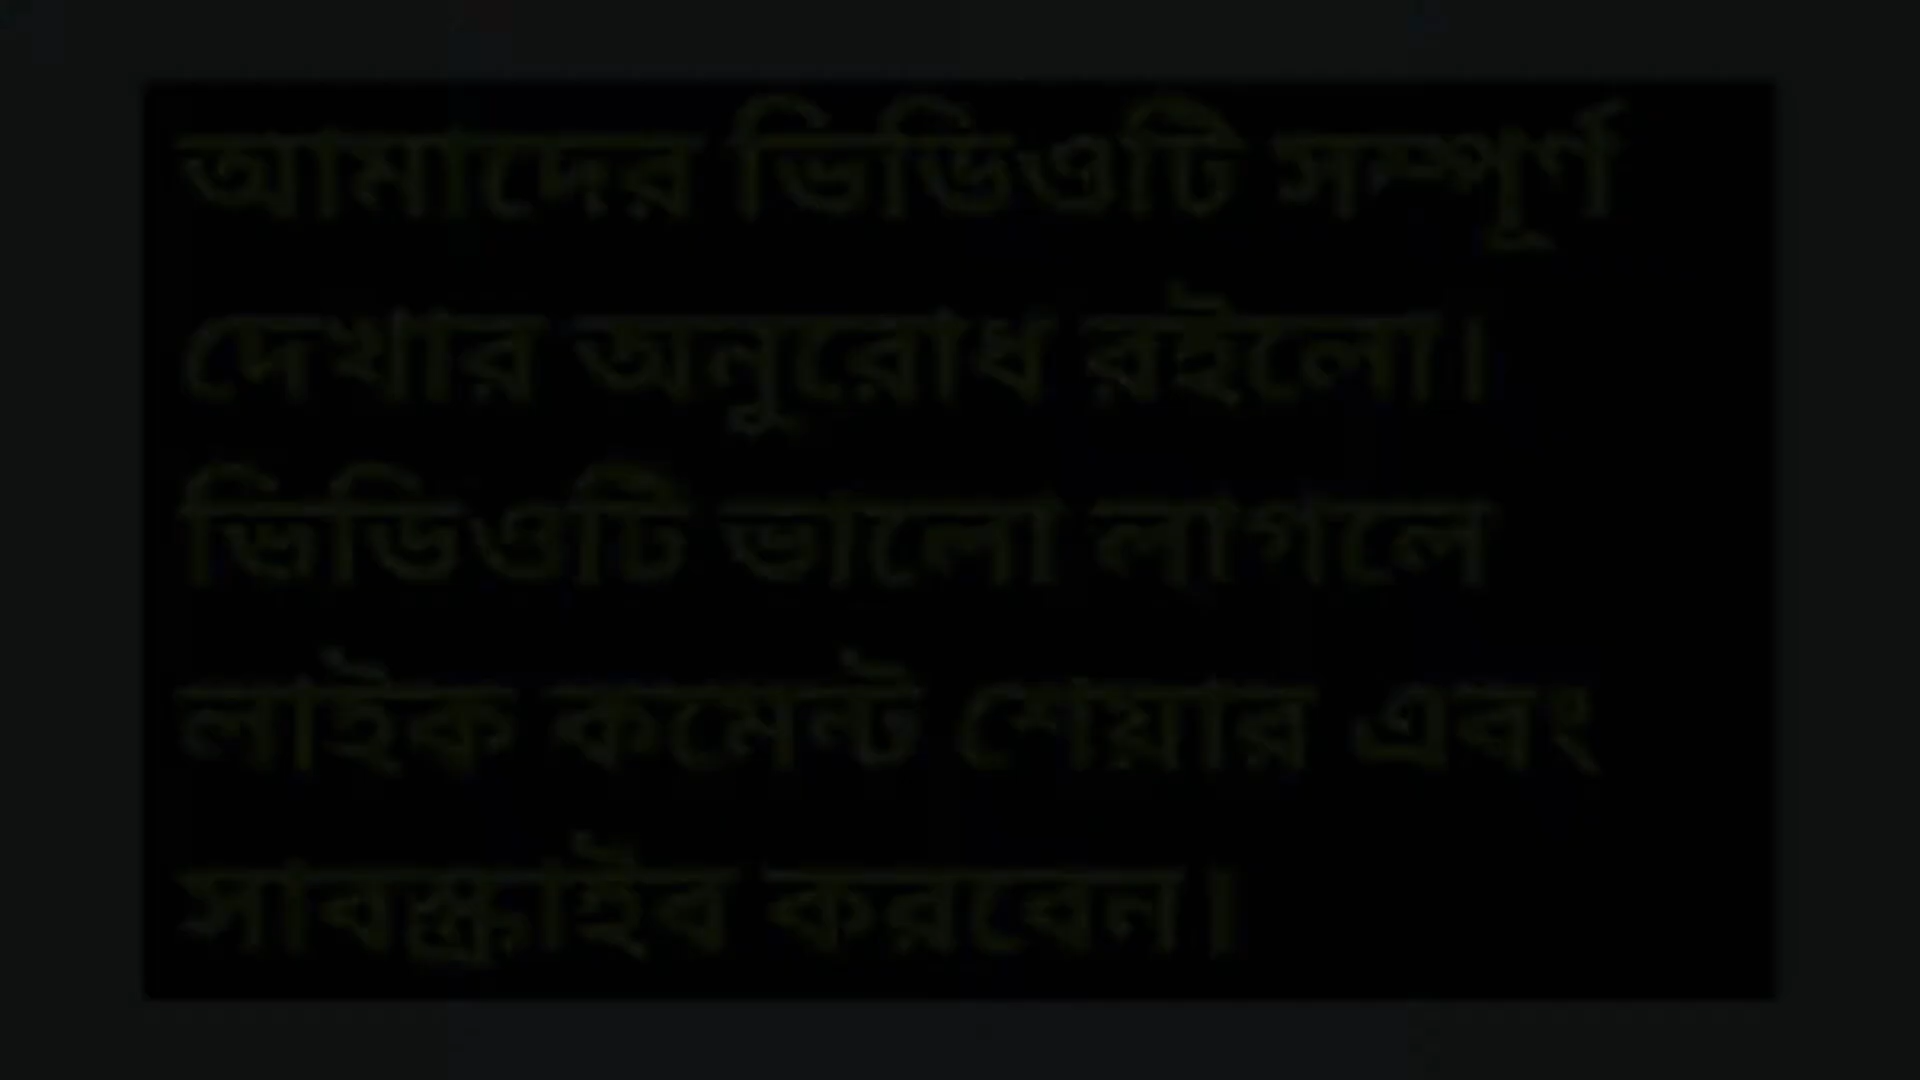 আমাদের ভিডিওটি সম্পূর্ণ
দেখার অনুরোধ রইলো।
ভিডিওটি ভালো লাগলে
লাইক কমেন্ট শেয়ার এবং
সাবস্ক্রাইব করবেন।